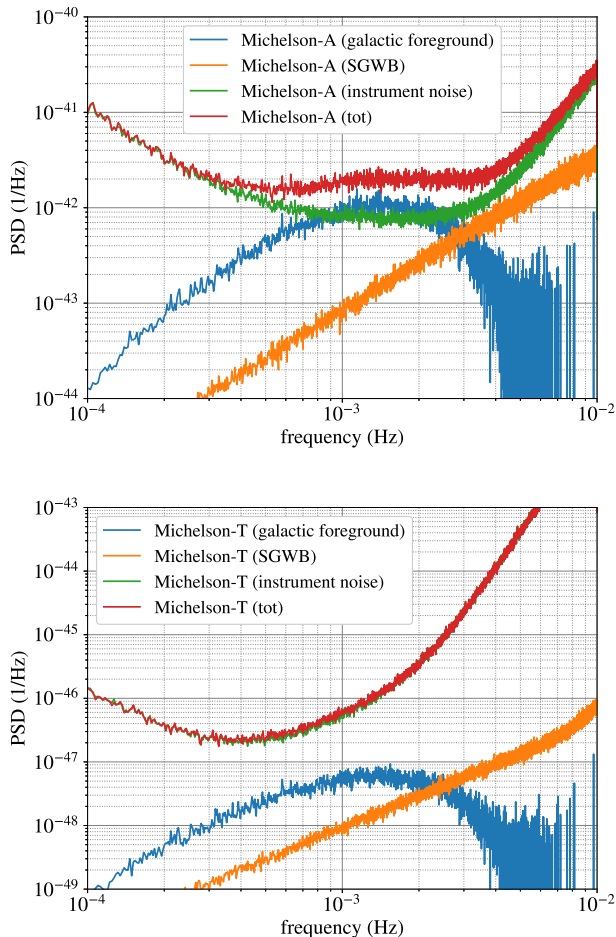 10⁻⁴⁰
Michelson-A (galactic foreground)
Michelson-A (SGWB)
Michelson-A (instrument noise)
Michelson-A (tot)
10⁻⁴¹
10⁻⁴²
10⁻⁴³
10⁻⁴⁴
PSD (1/Hz)
10⁻⁴
10⁻³
10⁻²
frequency (Hz)
10⁻⁴³
Michelson-T (galactic foreground)
Michelson-T (SGWB)
Michelson-T (instrument noise)
Michelson-T (tot)
10⁻⁴⁴
10⁻⁴⁵
10⁻⁴⁶
10⁻⁴⁷
10⁻⁴⁸
10⁻⁴⁹
PSD (1/Hz)
10⁻⁴
10⁻³
10⁻²
frequency (Hz)